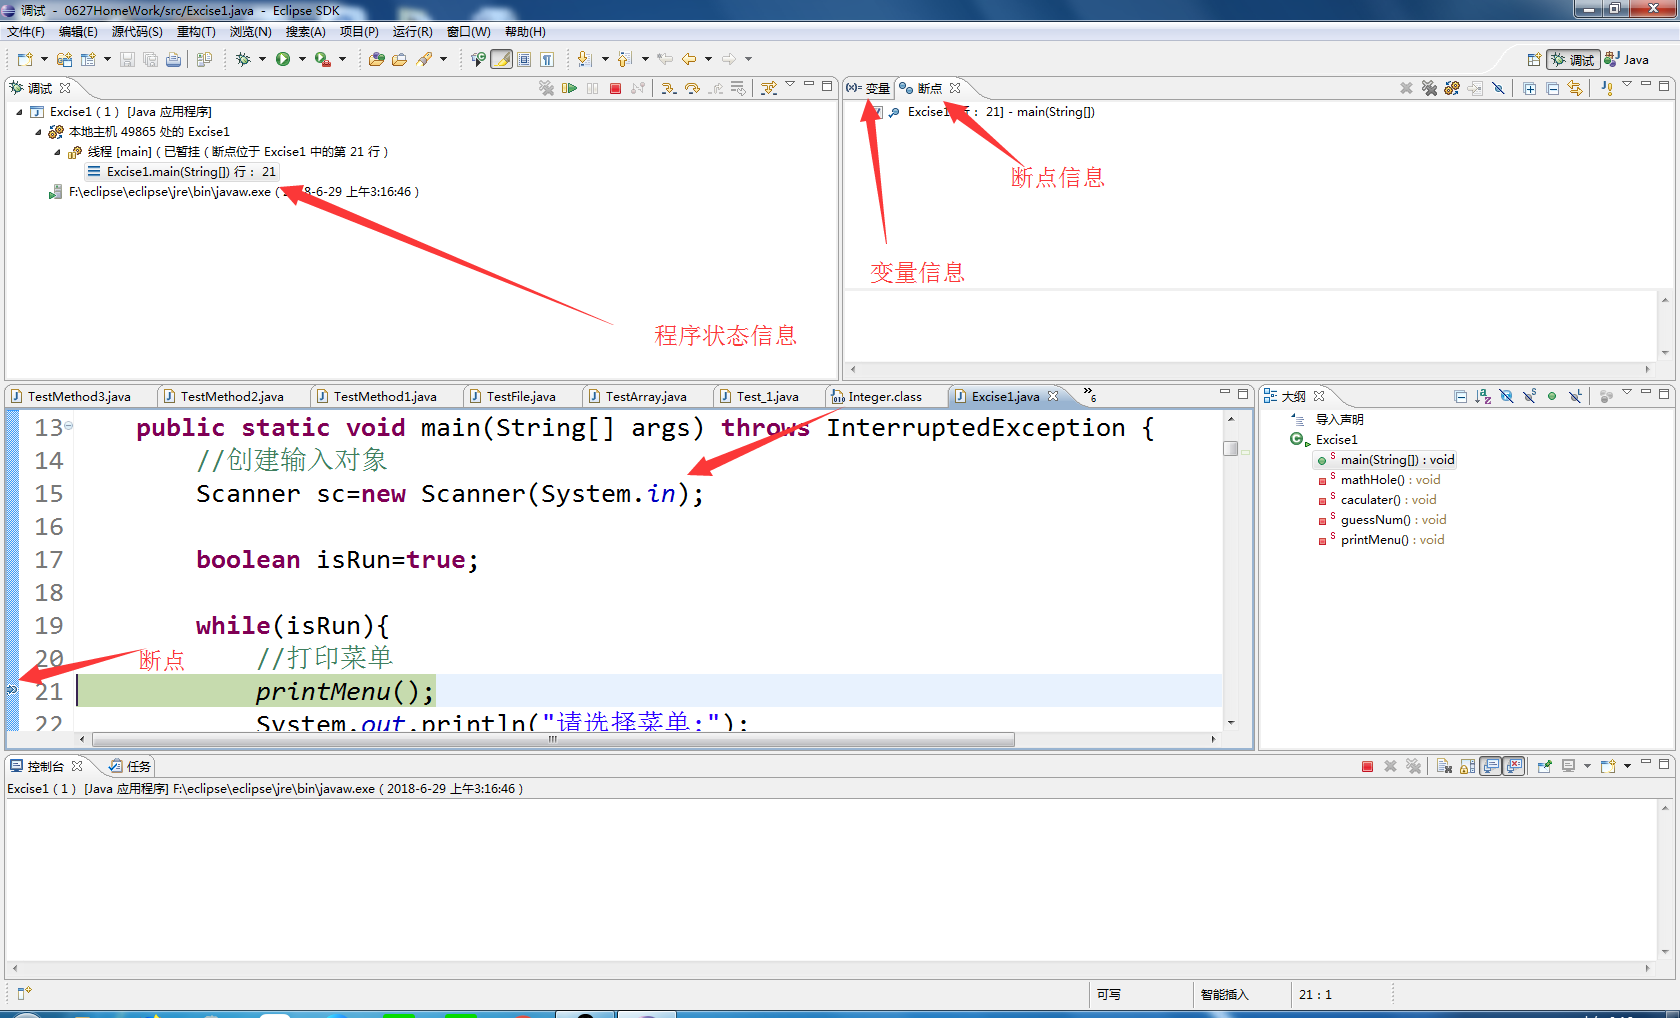 调试 - 0627HomeWork/src/Excise1.java - Eclipse SDK
文件(F) 编辑(E) 源代码(S) 重构(T) 浏览(N) 搜索(A) 项目(P) 运行(R) 窗口(W) 帮助(H)
调试 Java
调试
Excise1 ( 1 ) [Java 应用程序]
本地主机 49865 处的 Excise1
线程 [main] ( 已暂挂 ( 断点位于 Excise1 中的第 21 行 )
Excise1.main(String[]) 行： 21
F:\eclipse\eclipse\jre\bin\javaw.exe ( 2018-6-29 上午3:16:46 )
程序状态信息
(x)= 变量 断点
Excise1 行： 21] - main(String[])
断点信息
变量信息
TestMethod3.java TestMethod2.java TestMethod1.java TestFile.java TestArray.java Test_1.java Integer.class Excise1.java »6
13 public static void main(String[] args) throws InterruptedException {
14 //创建输入对象
15 Scanner sc=new Scanner(System.in);
16
17 boolean isRun=true;
18
19 while(isRun){
20 //打印菜单
断点
21 printMenu();
22 System.out.println("请选择菜单:");
大纲
导入声明
Excise1
main(String[]) : void
mathHole() : void
caculater() : void
guessNum() : void
printMenu() : void
控制台 任务
Excise1 ( 1 ) [Java 应用程序] F:\eclipse\eclipse\jre\bin\javaw.exe ( 2018-6-29 上午3:16:46 )
可写 智能插入 21 : 1